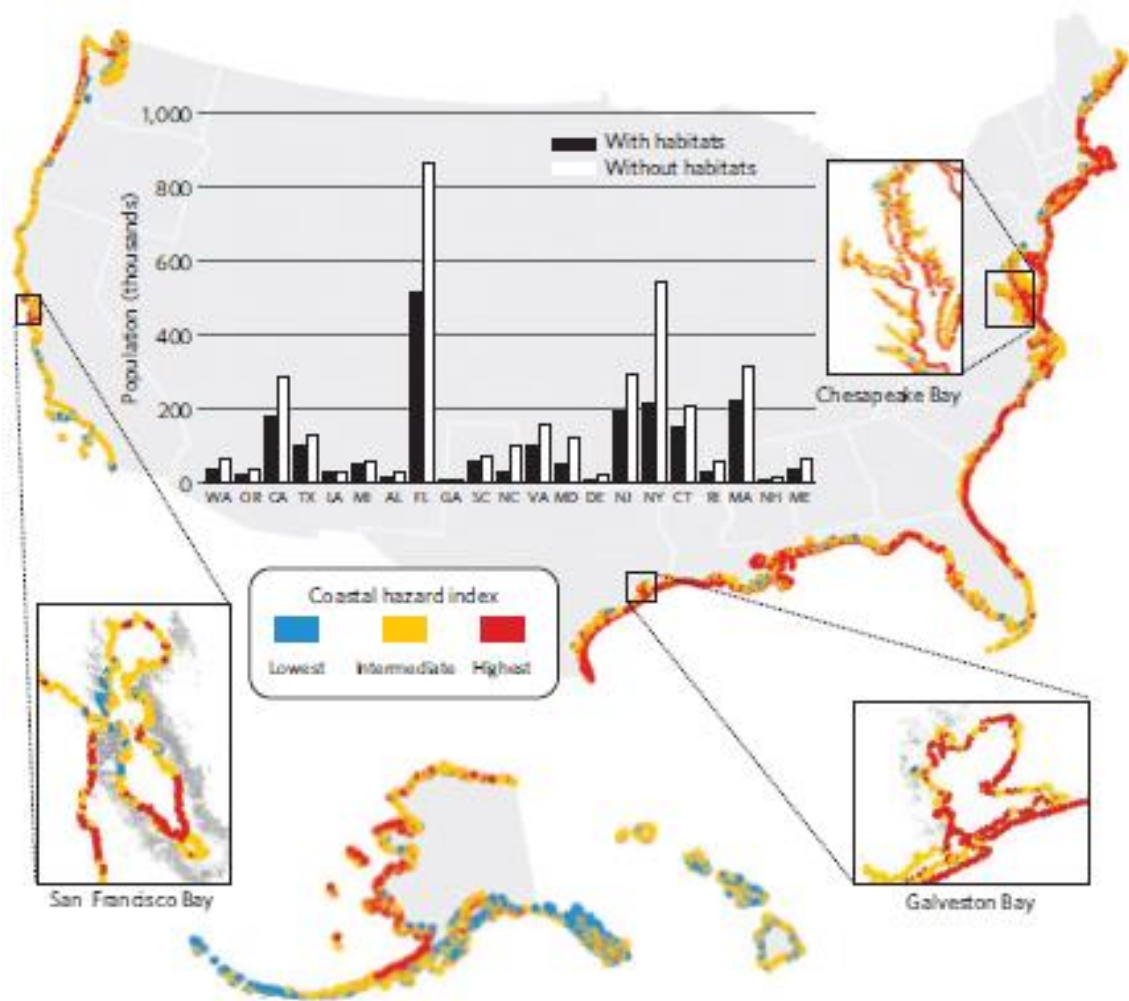 1,000
800
600
400
200
0
Population (thousands)
With habitats
Without habitats
WA OR CA TX LA MI AL FL GA SC NC VA MD DE NJ NY CT RI MA NH ME
Chesapeake Bay
Coastal hazard index
Lowest Intermediate Highest
San Francisco Bay
Galveston Bay